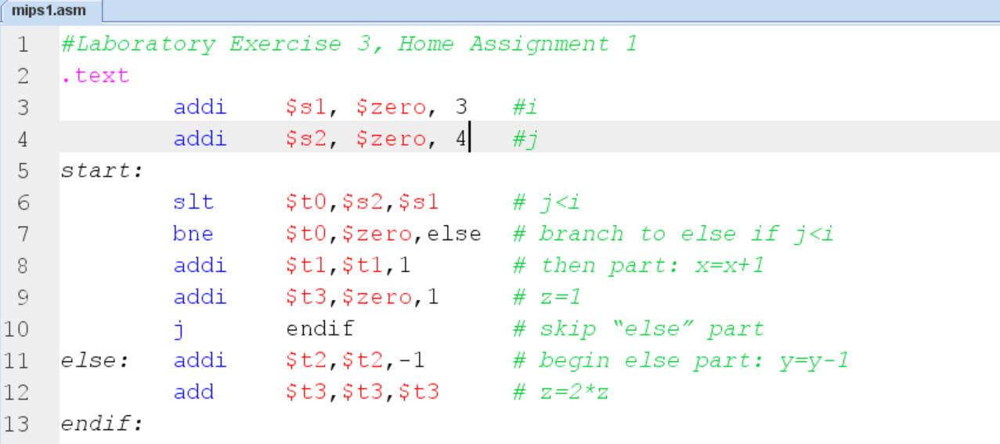 mips1.asm
1 #Laboratory Exercise 3, Home Assignment 1
2 .text
3 addi $s1, $zero, 3 #i
4 addi $s2, $zero, 4 #j
5 start:
6 slt $t0,$s2,$s1 # j<i
7 bne $t0,$zero,else # branch to else if j<i
8 addi $t1,$t1,1 # then part: x=x+1
9 addi $t3,$zero,1 # z=1
10 j endif # skip “else” part
11 else: addi $t2,$t2,-1 # begin else part: y=y-1
12 add $t3,$t3,$t3 # z=2*z
13 endif: